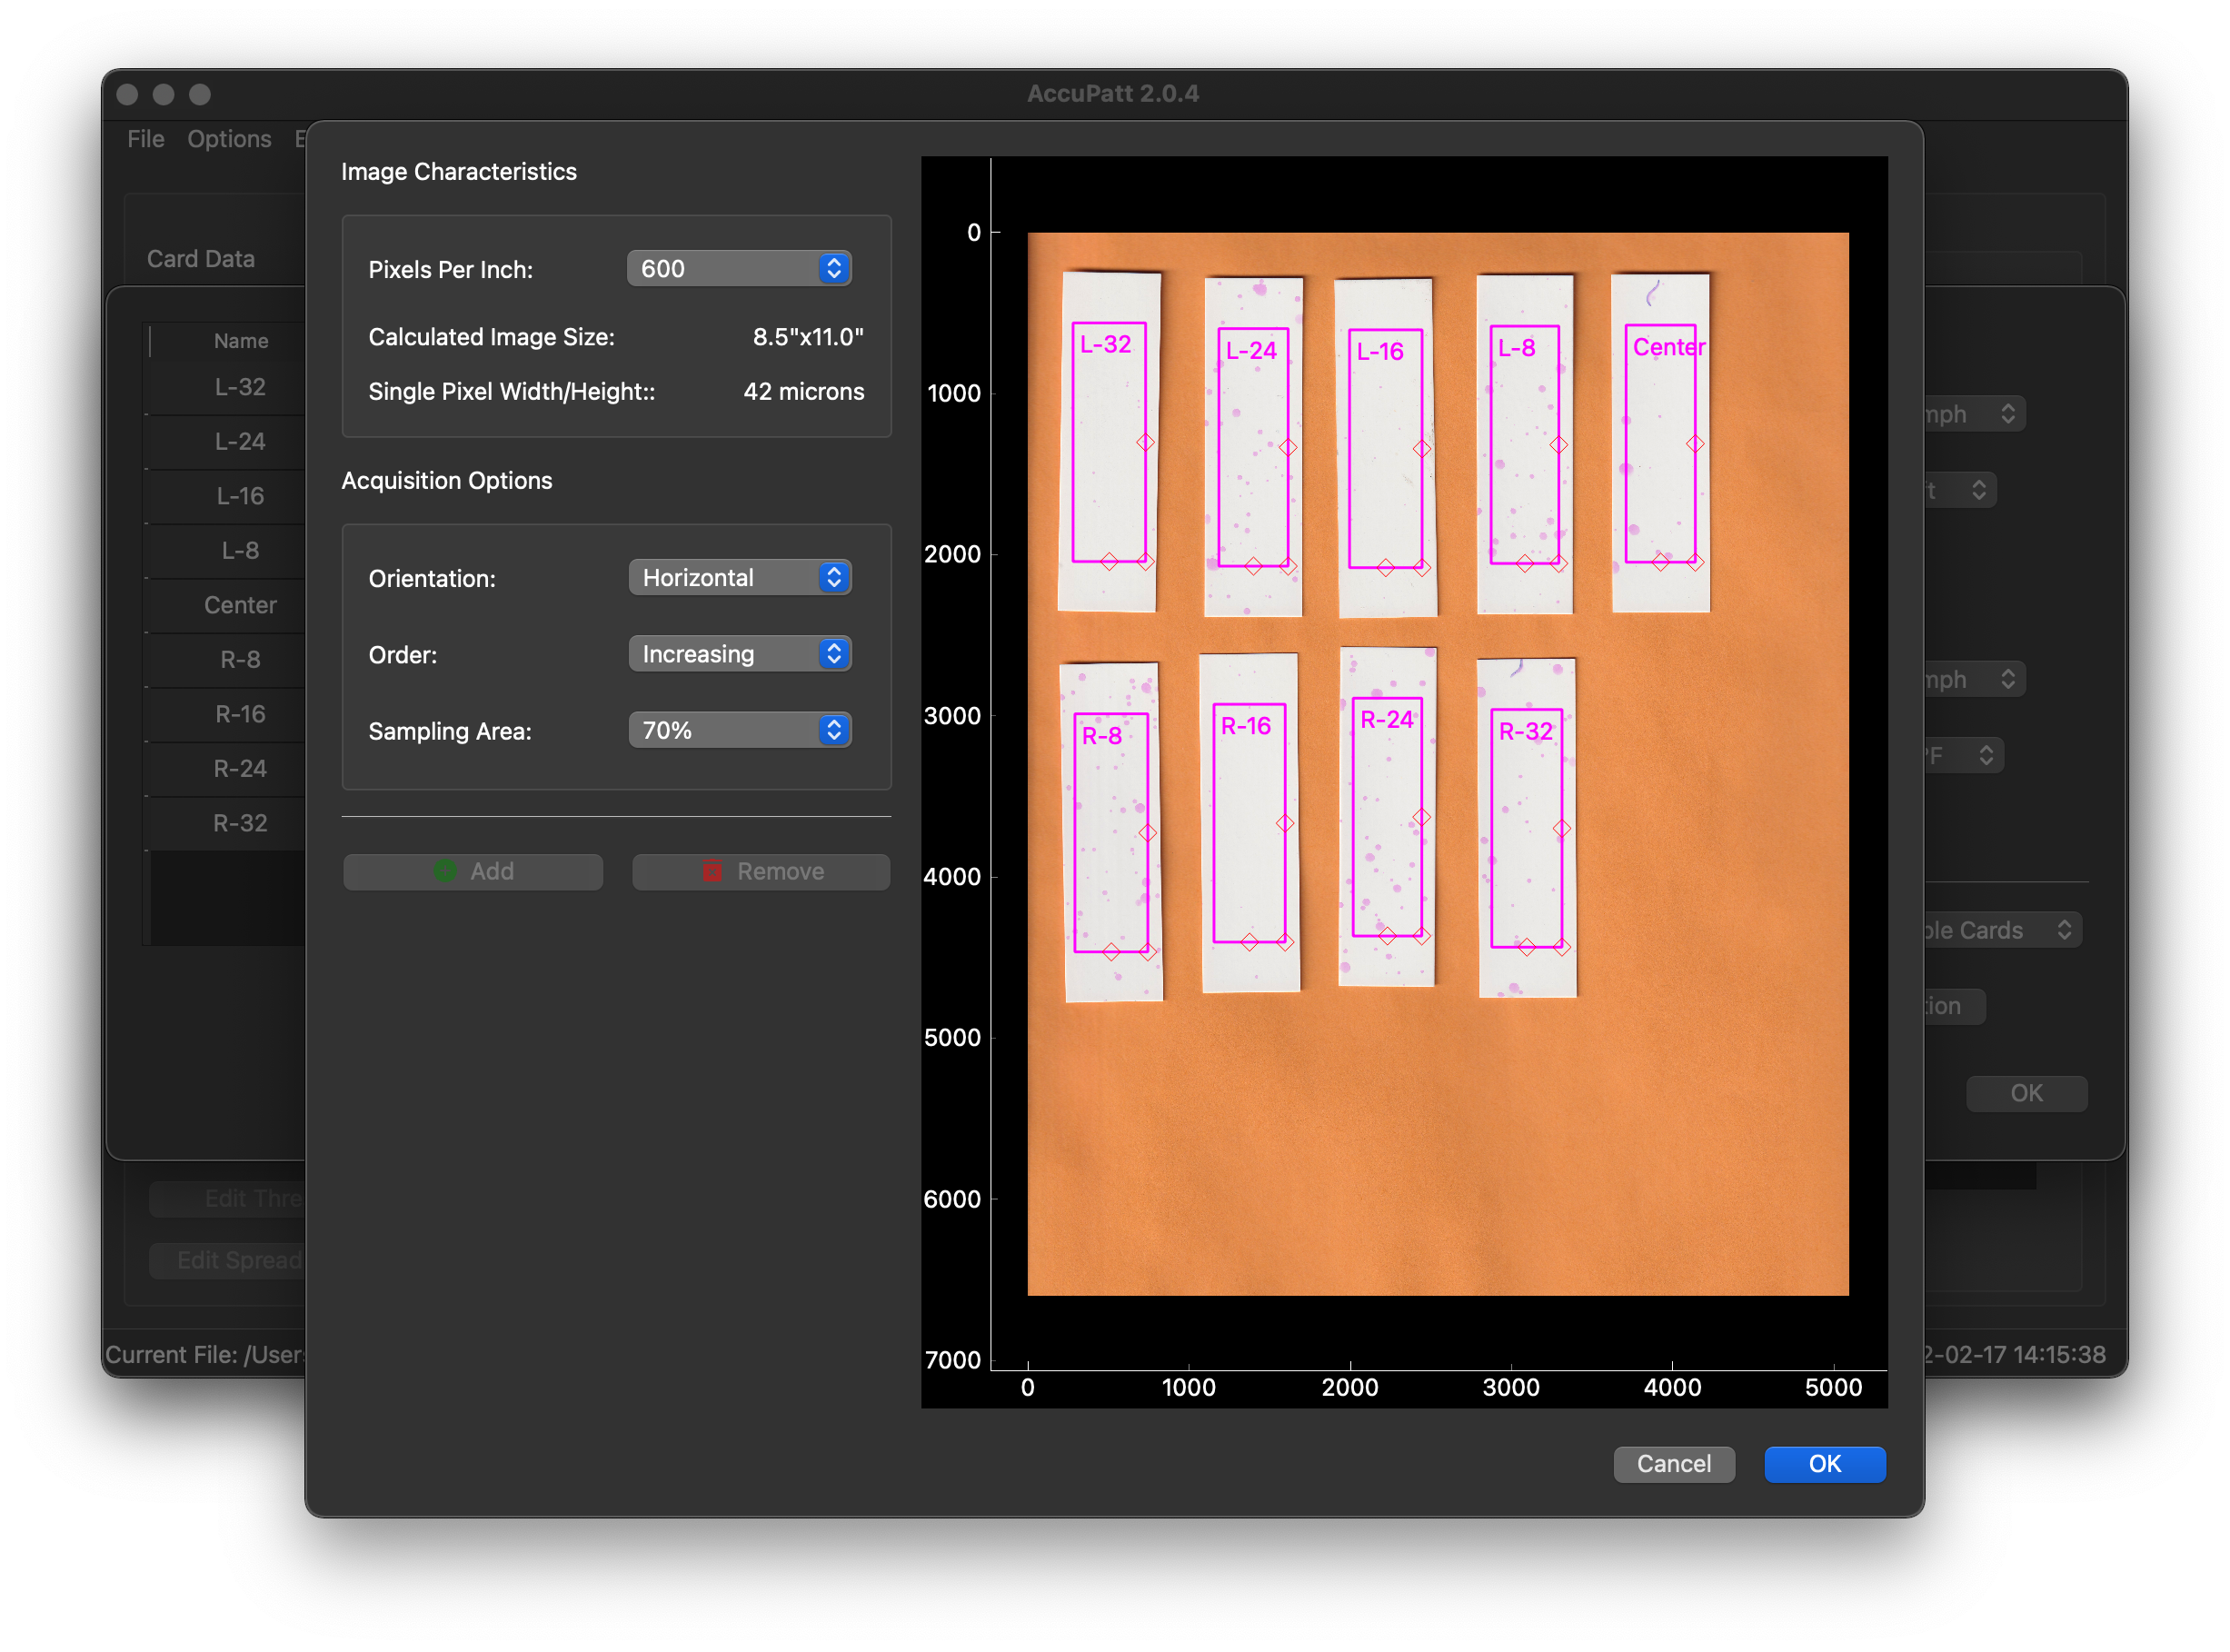 AccuPatt 2.0.4
File Options E
Card Data
Name
L-32
L-24
L-16
L-8
Center
R-8
R-16
R-24
R-32
Edit Thre
Edit Spread
Current File: /User
Image Characteristics
Pixels Per Inch: 600
Calculated Image Size: 8.5"x11.0"
Single Pixel Width/Height:: 42 microns
Acquisition Options
Orientation: Horizontal
Order: Increasing
Sampling Area: 70%
Add Remove
0
1000
2000
3000
4000
5000
6000
7000
L-32 L-24 L-16 L-8 Center
R-8 R-16 R-24 R-32
0 1000 2000 3000 4000 5000
Cancel OK
mph
t
mph
PF
ble Cards
tion
OK
2-02-17 14:15:38